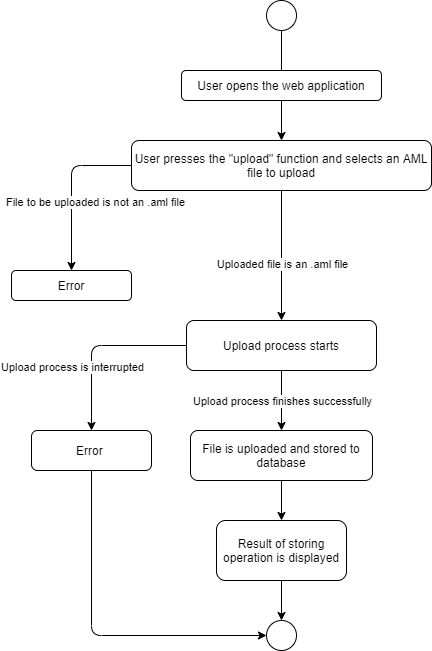 User opens the web application
User presses the "upload" function and selects an AML
file to upload
File to be uploaded is not an .aml file
Uploaded file is an .aml file
Error
Upload process starts
Upload process is interrupted
Upload process finishes successfully
Error
File is uploaded and stored to
database
Result of storing
operation is displayed